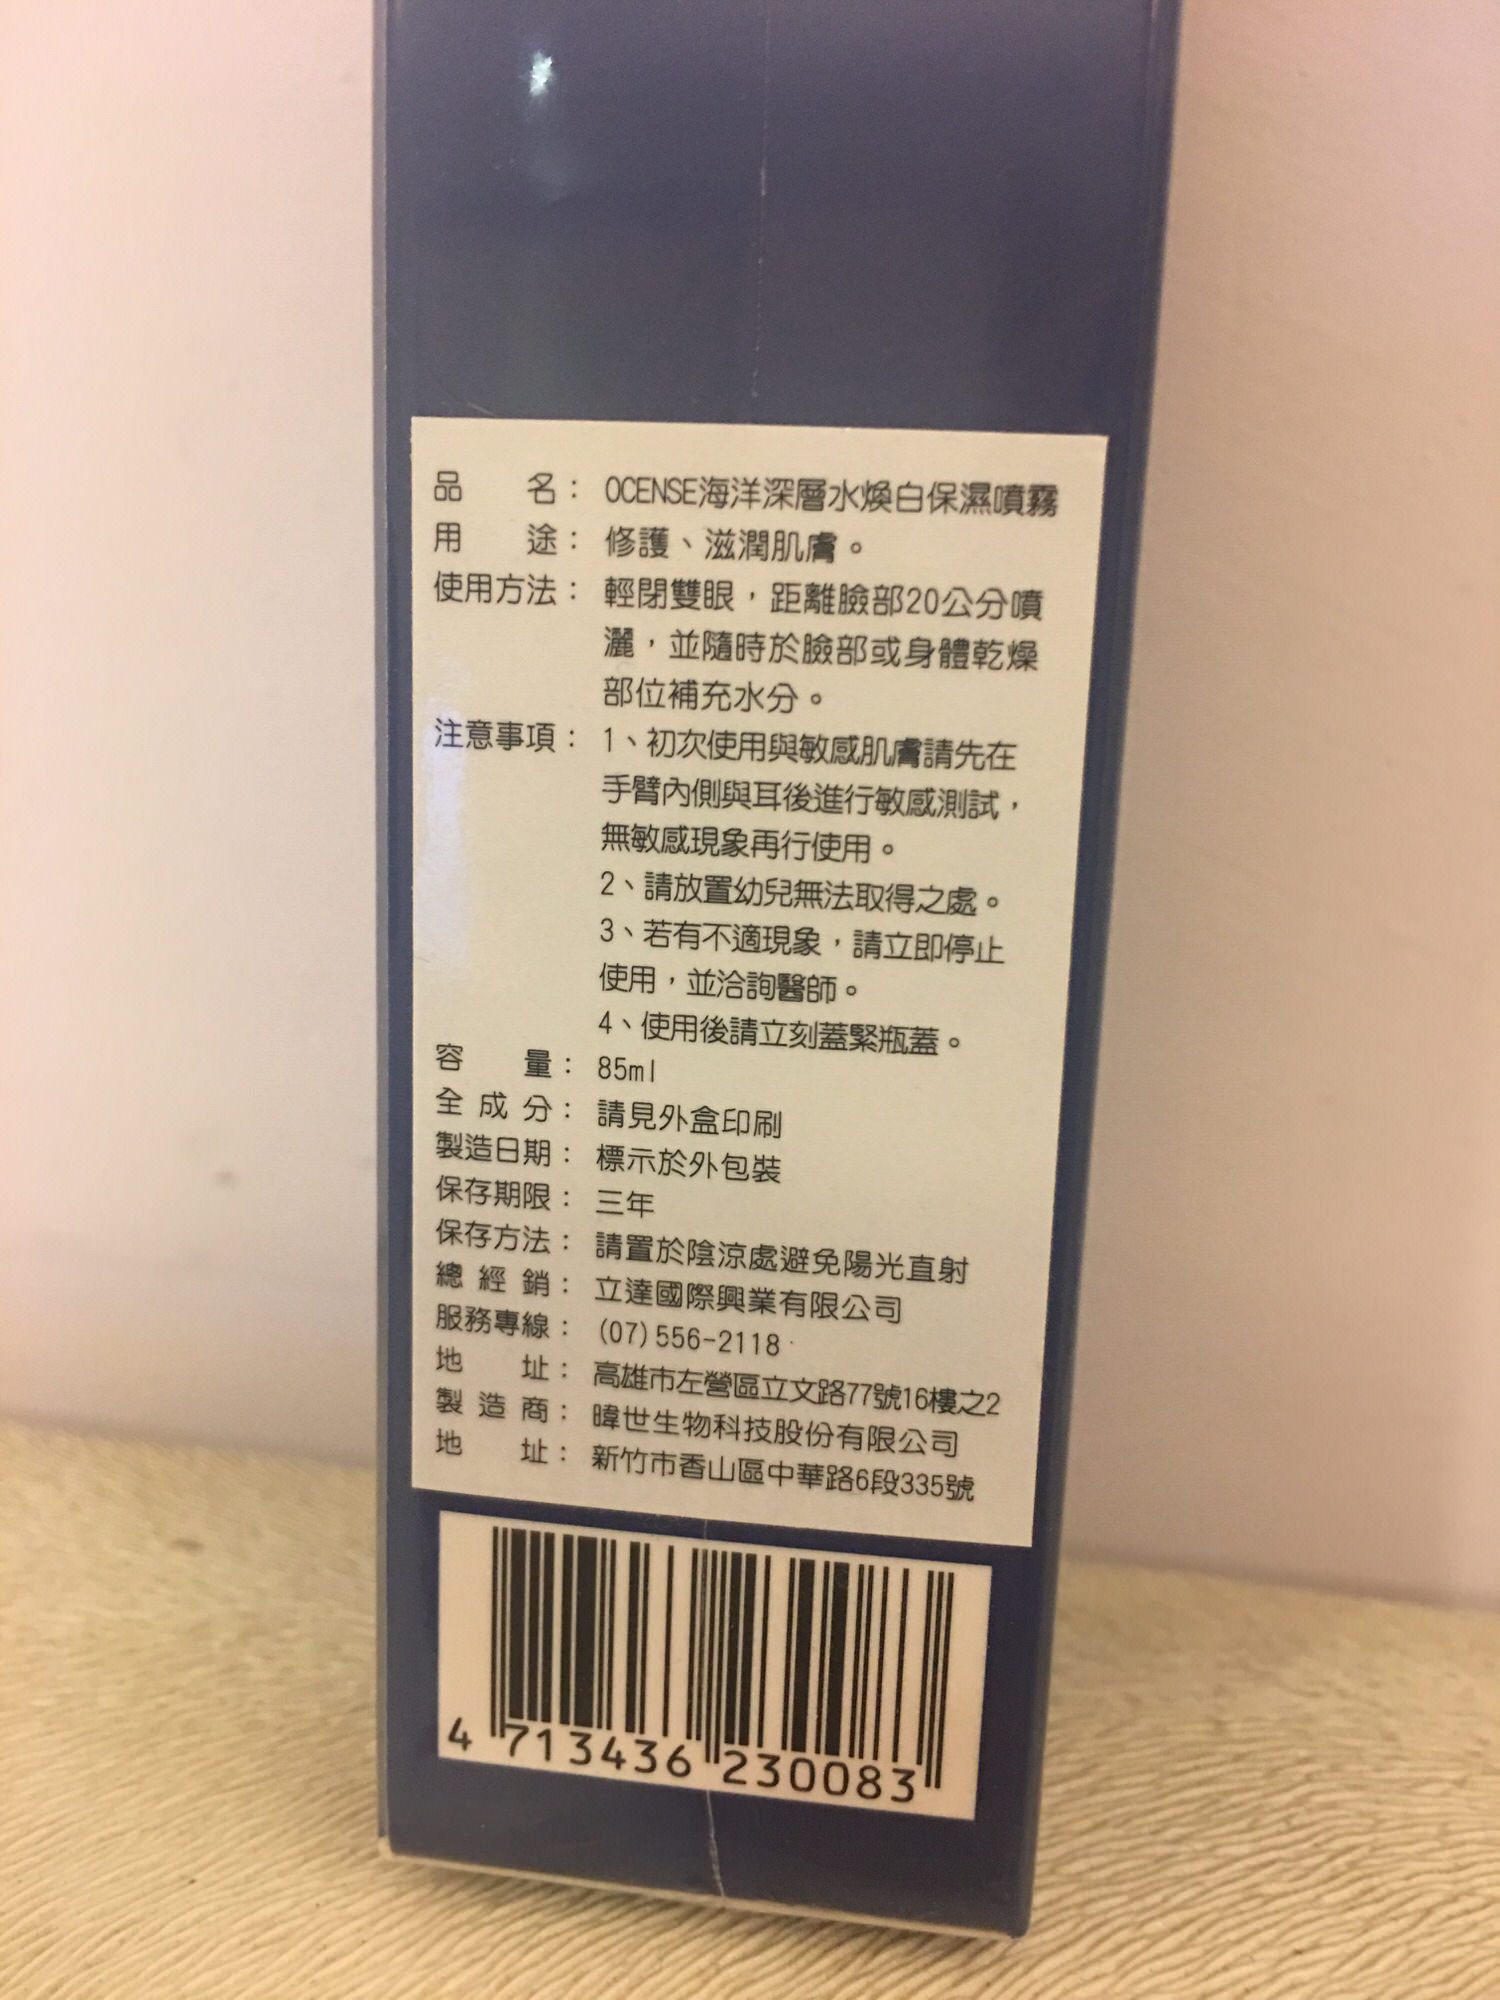 品名：OCENSE海洋深層水煥白保濕噴霧
用途：修護、滋潤肌膚。
使用方法：輕閉雙眼，距離臉部20公分噴
灑，並隨時於臉部或身體乾燥
部位補充水分。
注意事項：1、初次使用與敏感肌膚請先在
手臂內側與耳後進行敏感測試，
無敏感現象再行使用。
2、請放置幼兒無法取得之處。
3、若有不適現象，請立即停止
使用，並洽詢醫師。
4、使用後請立刻蓋緊瓶蓋。
容量：85ml
全成分：請見外盒印刷
製造日期：標示於外包裝
保存期限：三年
保存方法：請置於陰涼處避免陽光直射
總經銷：立達國際興業有限公司
服務專線：(07)556-2118
地址：高雄市左營區立文路77號16樓之2
製造商：暐世生物科技股份有限公司
地址：新竹市香山區中華路6段335號
4 713436 230083